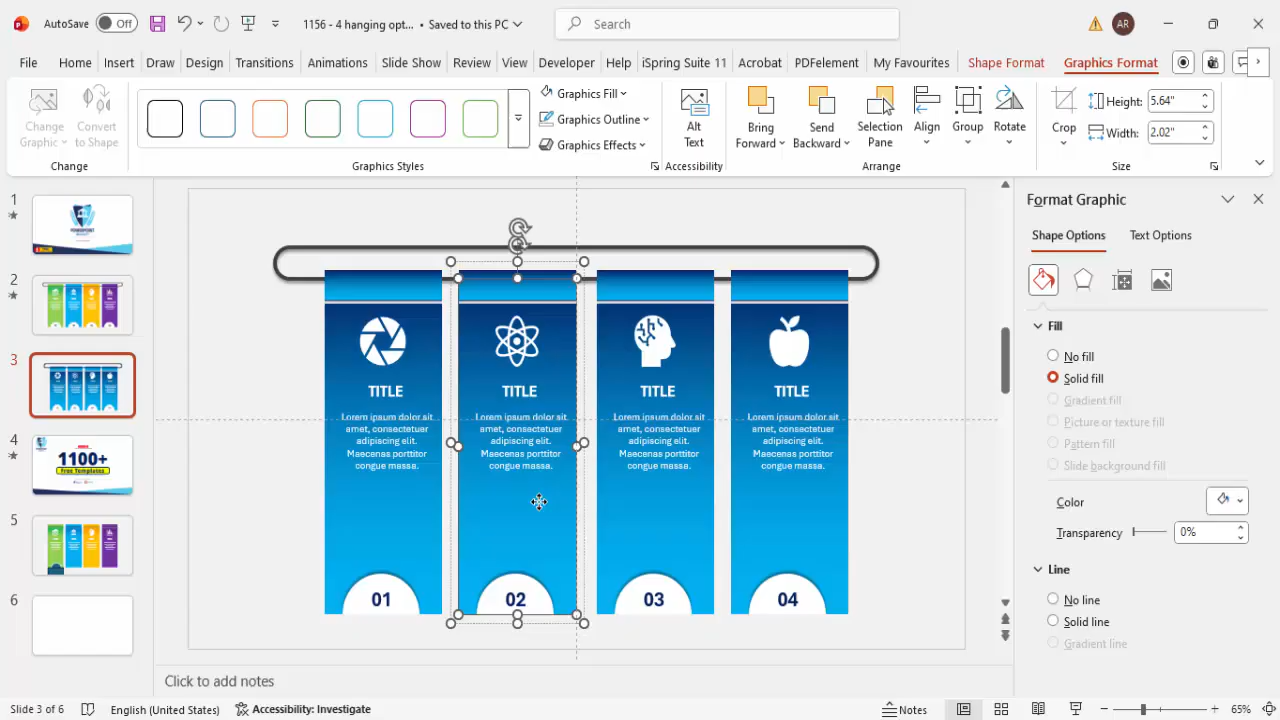 AutoSave Off 1156 - 4 hanging opt... • Saved to this PC Search AR
File Home Insert Draw Design Transitions Animations Slide Show Review View Developer Help iSpring Suite 11 Acrobat PDFelement My Favourites Shape Format Graphics Format
Change Graphic
Convert to Shape
Change
Graphics Fill
Graphics Outline
Graphics Effects
Graphics Styles
Alt Text
Accessibility
Bring Forward
Send Backward
Selection Pane
Align
Group
Rotate
Arrange
Crop
Height: 5.64"
Width: 2.02"
Size
1
2
3
4
1100+
Free Templates
5
6
TITLE
Lorem ipsum dolor sit
amet, consectetuer
adipiscing elit.
Maecenas porttitor
congue massa.
01
TITLE
Lorem ipsum dolor sit
amet, consectetuer
adipiscing elit.
Maecenas porttitor
congue massa.
02
TITLE
Lorem ipsum dolor sit
amet, consectetuer
adipiscing elit.
Maecenas porttitor
congue massa.
03
TITLE
Lorem ipsum dolor sit
amet, consectetuer
adipiscing elit.
Maecenas porttitor
congue massa.
04
Format Graphic
Shape Options Text Options
Fill
No fill
Solid fill
Gradient fill
Picture or texture fill
Pattern fill
Slide background fill
Color
Transparency 0%
Line
No line
Solid line
Gradient line
Click to add notes
Slide 3 of 6 English (United States) Accessibility: Investigate Notes 65%